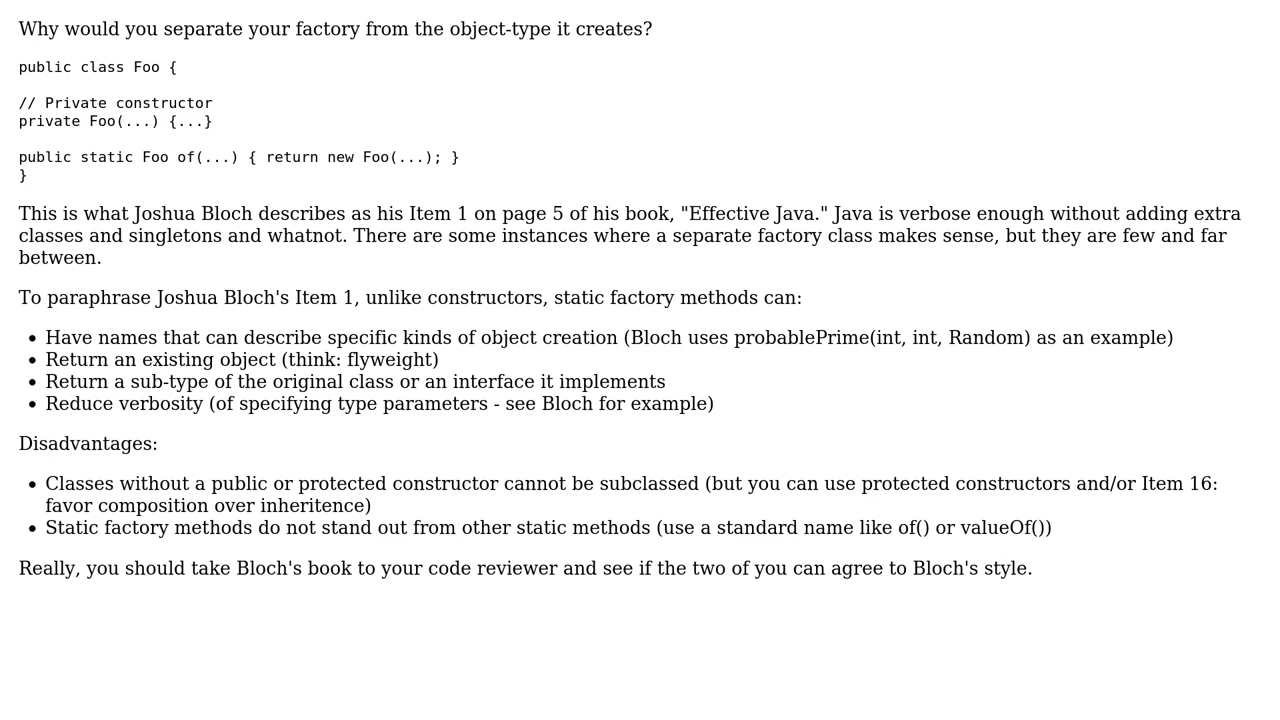 Why would you separate your factory from the object-type it creates?
public class Foo {
// Private constructor
private Foo(...) {...}
public static Foo of(...) { return new Foo(...); }
}
This is what Joshua Bloch describes as his Item 1 on page 5 of his book, "Effective Java." Java is verbose enough without adding extra
classes and singletons and whatnot. There are some instances where a separate factory class makes sense, but they are few and far
between.
To paraphrase Joshua Bloch's Item 1, unlike constructors, static factory methods can:
• Have names that can describe specific kinds of object creation (Bloch uses probablePrime(int, int, Random) as an example)
• Return an existing object (think: flyweight)
• Return a sub-type of the original class or an interface it implements
• Reduce verbosity (of specifying type parameters - see Bloch for example)
Disadvantages:
• Classes without a public or protected constructor cannot be subclassed (but you can use protected constructors and/or Item 16:
favor composition over inheritence)
• Static factory methods do not stand out from other static methods (use a standard name like of() or valueOf())
Really, you should take Bloch's book to your code reviewer and see if the two of you can agree to Bloch's style.